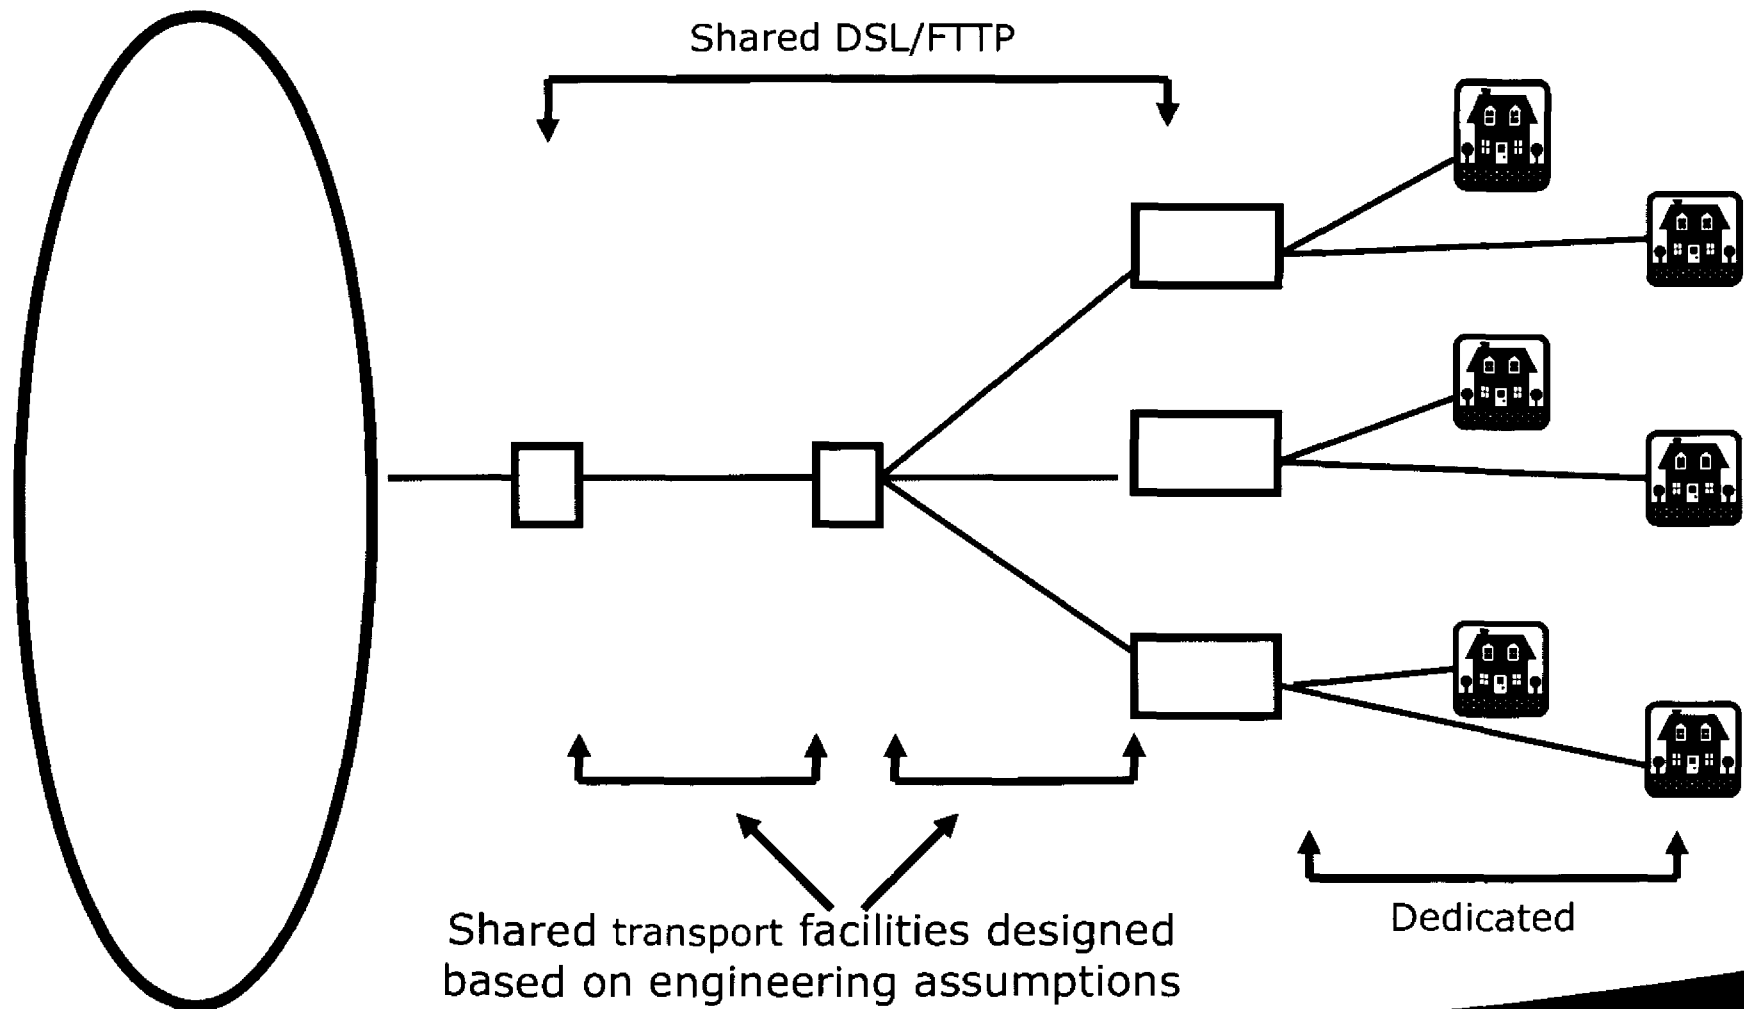 Shared DSL/FTTP
Shared transport facilities designed
based on engineering assumptions
Dedicated